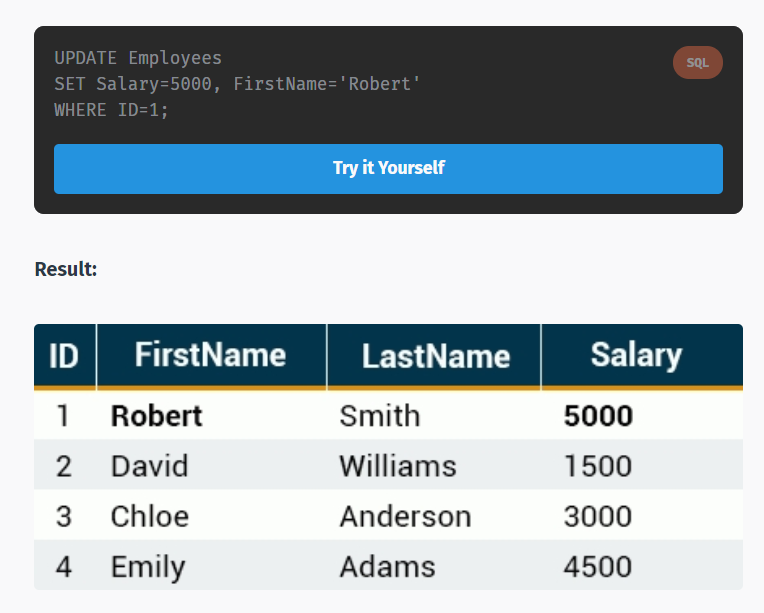 UPDATE Employees
SET Salary=5000, FirstName='Robert'
WHERE ID=1;
SQL
Try it Yourself
Result:
ID FirstName LastName Salary
1 Robert Smith 5000
2 David Williams 1500
3 Chloe Anderson 3000
4 Emily Adams 4500